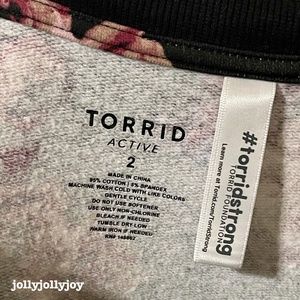 TORRID
ACTIVE
2
MADE IN CHINA
95% COTTON | 5% SPANDEX
MACHINE WASH COLD WITH LIKE COLORS
GENTLE CYCLE
DO NOT USE SOFTENER
USE ONLY NON-CHLORINE
BLEACH IF NEEDED
TUMBLE DRY LOW
WARM IRON IF NEEDED
RN#
#torridstrong
TORRID FOUNDATION
Learn more at Torrid.com/TorridStrong
jollyjollyjoy